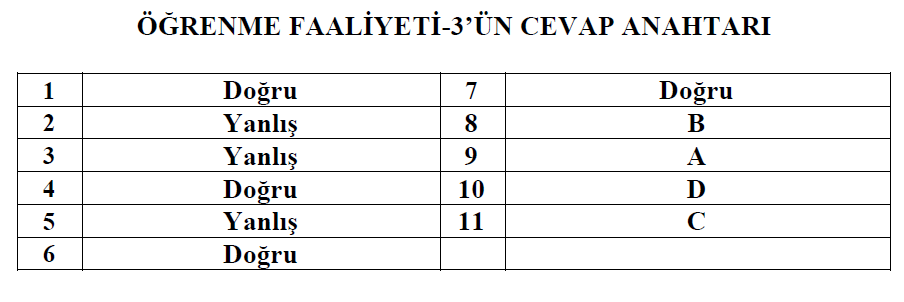 ÖĞRENME FAALİYETİ-3'ÜN CEVAP ANAHTARI
1 Doğru 7 Doğru
2 Yanlış 8 B
3 Yanlış 9 A
4 Doğru 10 D
5 Yanlış 11 C
6 Doğru